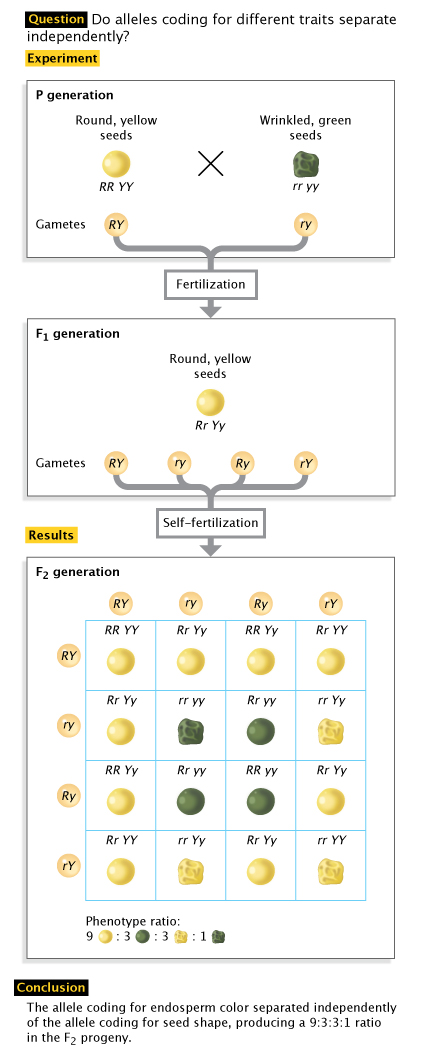 Question Do alleles coding for different traits separate
independently?
Experiment
P generation
Round, yellow
seeds
Wrinkled, green
seeds
RR YY
rr yy
Gametes RY ry
Fertilization
F1 generation
Round, yellow
seeds
Rr Yy
Gametes RY ry Ry rY
Self-fertilization
Results
F2 generation
RY ry Ry rY
RR YY Rr Yy RR Yy Rr YY
RY
Rr Yy rr yy Rr yy rr Yy
ry
RR Yy Rr yy RR yy Rr Yy
Ry
Rr YY rr Yy Rr Yy rr YY
rY
Phenotype ratio:
9 : 3 : 3 : 1
Conclusion
The allele coding for endosperm color separated independently
of the allele coding for seed shape, producing a 9:3:3:1 ratio
in the F2 progeny.